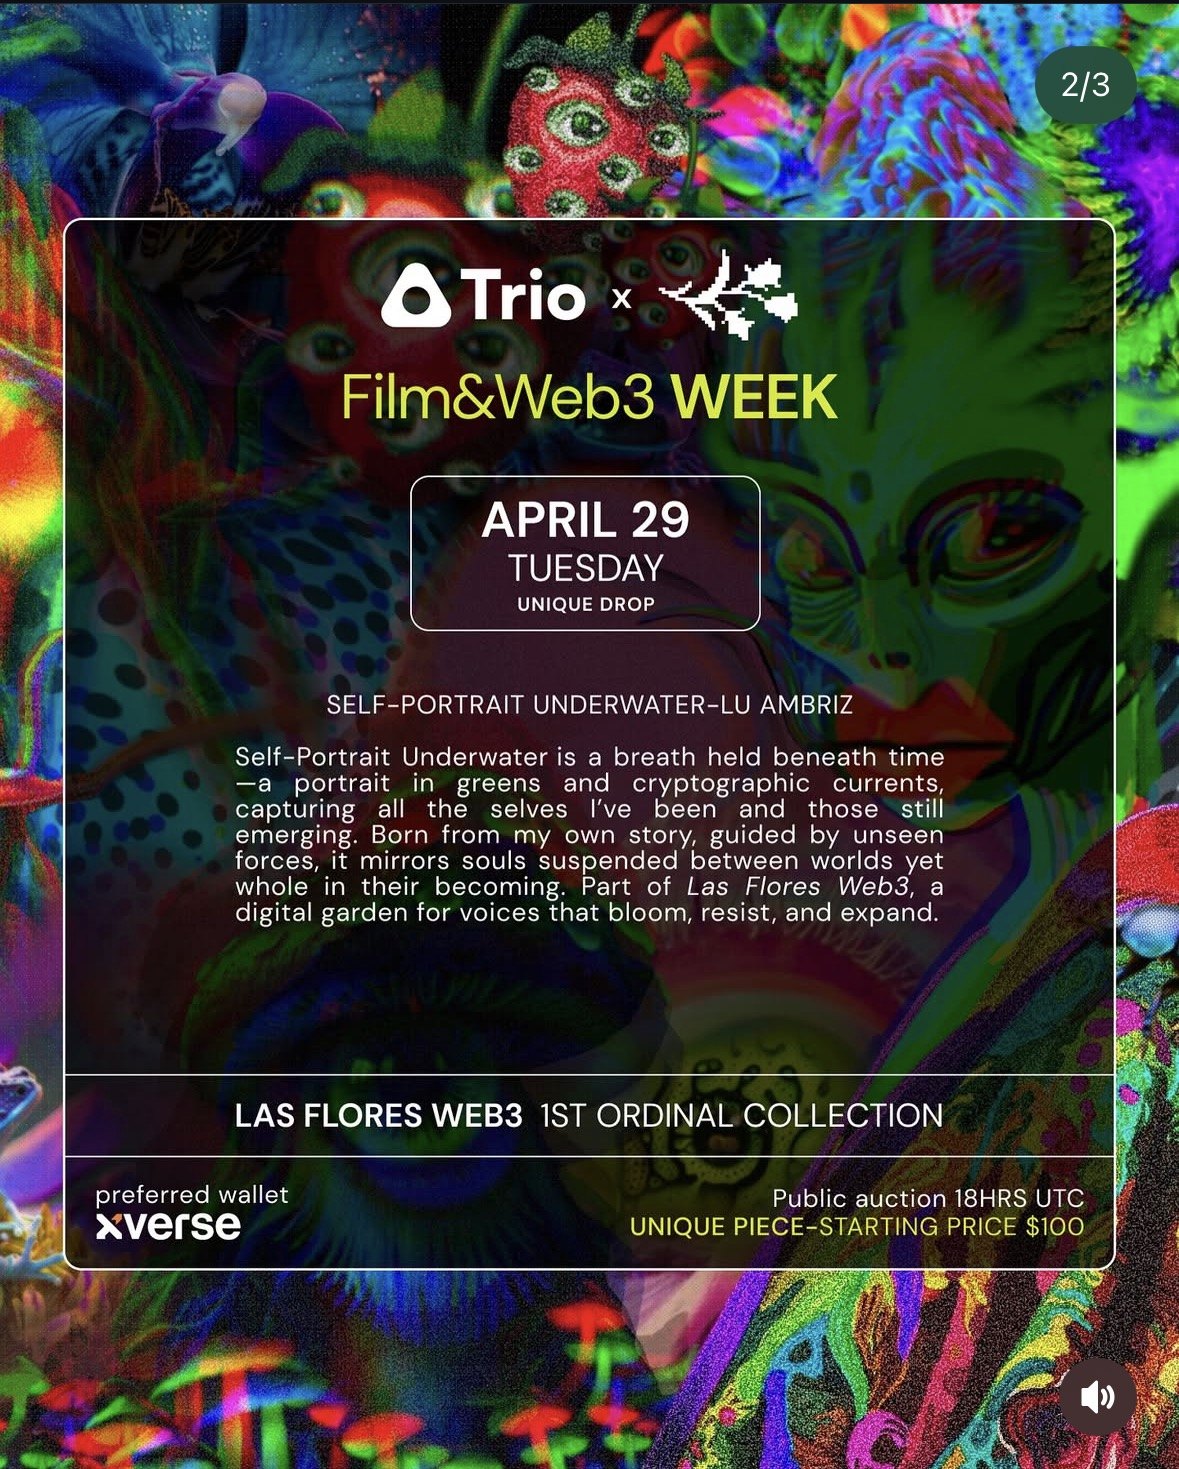 2/3
Trio x
Film&Web3 WEEK
APRIL 29
TUESDAY
UNIQUE DROP
SELF-PORTRAIT UNDERWATER-LU AMBRIZ
Self-Portrait Underwater is a breath held beneath time
—a portrait in greens and cryptographic currents,
capturing all the selves I’ve been and those still
emerging. Born from my own story, guided by unseen
forces, it mirrors souls suspended between worlds yet
whole in their becoming. Part of Las Flores Web3, a
digital garden for voices that bloom, resist, and expand.
LAS FLORES WEB3 1ST ORDINAL COLLECTION
preferred wallet
xverse
Public auction 18HRS UTC
UNIQUE PIECE-STARTING PRICE $100